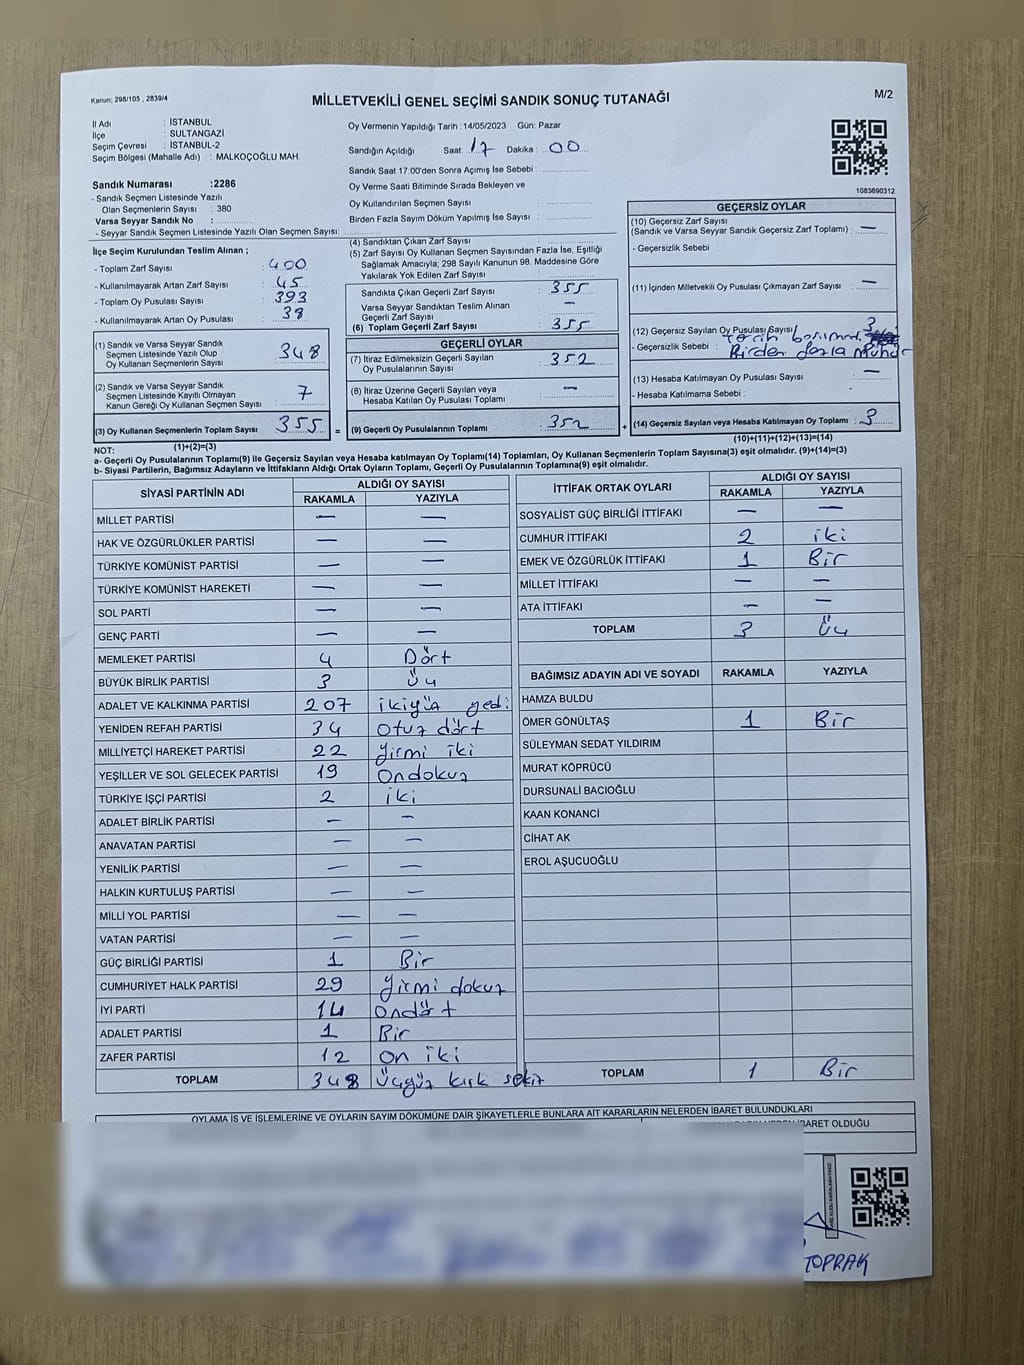 Kanun; 298/105 , 2839/4
MİLLETVEKİLİ GENEL SEÇİMİ SANDIK SONUÇ TUTANAĞI
M/2
İl Adı : İSTANBUL
İlçe : SULTANGAZİ
Seçim Çevresi : İSTANBUL-2
Seçim Bölgesi (Mahalle Adı) : MALKOÇOĞLU MAH.
Sandık Numarası :2286
- Sandık Seçmen Listesinde Yazılı
Olan Seçmenlerin Sayısı : 380
Varsa Seyyar Sandık No :
- Seyyar Sandık Seçmen Listesinde Yazılı Olan Seçmen Sayısı:
Oy Vermenin Yapıldığı Tarih :14/05/2023 Gün: Pazar
Sandığın Açıldığı Saat : 17 Dakika : 00
Sandık Saat 17.00'den Sonra Açımış İse Sebebi :
Oy Verme Saati Bitiminde Sırada Bekleyen ve
Oy Kullandırılan Seçmen Sayısı :
Birden Fazla Sayım Döküm Yapılmış İse Sayısı :
1083690312
İlçe Seçim Kurulundan Teslim Alınan ;
- Toplam Zarf Sayısı : 400
- Kullanılmayarak Artan Zarf Sayısı : 45
- Toplam Oy Pusulası Sayısı : 393
- Kullanılmayarak Artan Oy Pusulası : 38
(1) Sandık ve Varsa Seyyar Sandık
Seçmen Listesinde Yazılı Olup
Oy Kullanan Seçmenlerin Sayısı : 348
(2) Sandık ve Varsa Seyyar Sandık
Seçmen Listesinde Kayıtlı Olmayan
Kanun Gereği Oy Kullanan Seçmen Sayısı : 7
(3) Oy Kullanan Seçmenlerin Toplam Sayısı : 355 =
(1)+(2)=(3)
(4) Sandıktan Çıkan Zarf Sayısı :
(5) Zarf Sayısı Oy Kullanan Seçmen Sayısından Fazla İse, Eşitliği
Sağlamak Amacıyla; 298 Sayılı Kanunun 98. Maddesine Göre
Yakılarak Yok Edilen Zarf Sayısı :
Sandıkta Çıkan Geçerli Zarf Sayısı : 355
Varsa Seyyar Sandıktan Teslim Alınan
Geçerli Zarf Sayısı : —
(6) Toplam Geçerli Zarf Sayısı : 355
GEÇERLİ OYLAR
(7) İtiraz Edilmeksizin Geçerli Sayılan
Oy Pusulalarının Sayısı : 352
(8) İtiraz Üzerine Geçerli Sayılan veya
Hesaba Katılan Oy Pusulası Toplamı : —
(9) Geçerli Oy Pusulalarının Toplamı : 352 +
GEÇERSİZ OYLAR
(10) Geçersiz Zarf Sayısı
(Sandık ve Varsa Seyyar Sandık Geçersiz Zarf Toplamı) : —
- Geçersizlik Sebebi :
(11) İçinden Milletvekili Oy Pusulası Çıkmayan Zarf Sayısı : —
(12) Geçersiz Sayılan Oy Pusulası Sayısı : 3
- Geçersizlik Sebebi :
Birden fazla Mühür
(13) Hesaba Katılmayan Oy Pusulası Sayısı : —
- Hesaba Katılmama Sebebi :
(14) Geçersiz Sayılan veya Hesaba Katılmayan Oy Toplamı : 3
(10)+(11)+(12)+(13)=(14)
NOT:
a- Geçerli Oy Pusulalarının Toplamı(9) ile Geçersiz Sayılan veya Hesaba katılmayan Oy Toplamı(14) Toplamları, Oy Kullanan Seçmenlerin Toplam Sayısına(3) eşit olmalıdır. (9)+(14)=(3)
b- Siyasi Partilerin, Bağımsız Adayların ve İttifakların Aldığı Ortak Oyların Toplamı, Geçerli Oy Pusulalarının Toplamına(9) eşit olmalıdır.
SİYASİ PARTİNİN ADI ALDIĞI OY SAYISI
RAKAMLA YAZIYLA
MİLLET PARTİSİ — —
HAK VE ÖZGÜRLÜKLER PARTİSİ — —
TÜRKİYE KOMÜNİST PARTİSİ — —
TÜRKİYE KOMÜNİST HAREKETİ — —
SOL PARTİ — —
GENÇ PARTİ — —
MEMLEKET PARTİSİ 4 Dört
BÜYÜK BİRLİK PARTİSİ 3 Üç
ADALET VE KALKINMA PARTİSİ 207 ikiyüz yedi
YENİDEN REFAH PARTİSİ 34 Otuz dört
MİLLİYETÇİ HAREKET PARTİSİ 22 Yirmi iki
YEŞİLLER VE SOL GELECEK PARTİSİ 19 Ondokuz
TÜRKİYE İŞÇİ PARTİSİ 2 iki
ADALET BİRLİK PARTİSİ — —
ANAVATAN PARTİSİ — —
YENİLİK PARTİSİ — —
HALKIN KURTULUŞ PARTİSİ — —
MİLLİ YOL PARTİSİ — —
VATAN PARTİSİ — —
GÜÇ BİRLİĞİ PARTİSİ 1 Bir
CUMHURİYET HALK PARTİSİ 29 Yirmi dokuz
İYİ PARTİ 14 Ondört
ADALET PARTİSİ 1 Bir
ZAFER PARTİSİ 12 On iki
TOPLAM 348 Üçyüz kırk sekiz
İTTİFAK ORTAK OYLARI ALDIĞI OY SAYISI
RAKAMLA YAZIYLA
SOSYALİST GÜÇ BİRLİĞİ İTTİFAKI — —
CUMHUR İTTİFAKI 2 iki
EMEK VE ÖZGÜRLÜK İTTİFAKI 1 Bir
MİLLET İTTİFAKI — —
ATA İTTİFAKI — —
TOPLAM 3 Üç
BAĞIMSIZ ADAYIN ADI VE SOYADI RAKAMLA YAZIYLA
HAMZA BULDU
ÖMER GÖNÜLTAŞ 1 Bir
SÜLEYMAN SEDAT YILDIRIM
MURAT KÖPRÜCÜ
DURSUNALİ BACIOĞLU
KAAN KONANCİ
CİHAT AK
EROL AŞUCUOĞLU
TOPLAM 1 Bir
OYLAMA İŞ VE İŞLEMLERİNE VE OYLARIN SAYIM DÖKÜMÜNE DAİR ŞİKAYETLERLE BUNLARA AİT KARARLARIN NELERDEN İBARET BULUNDUKLARI
İBARET OLDUĞU
TOPRAK